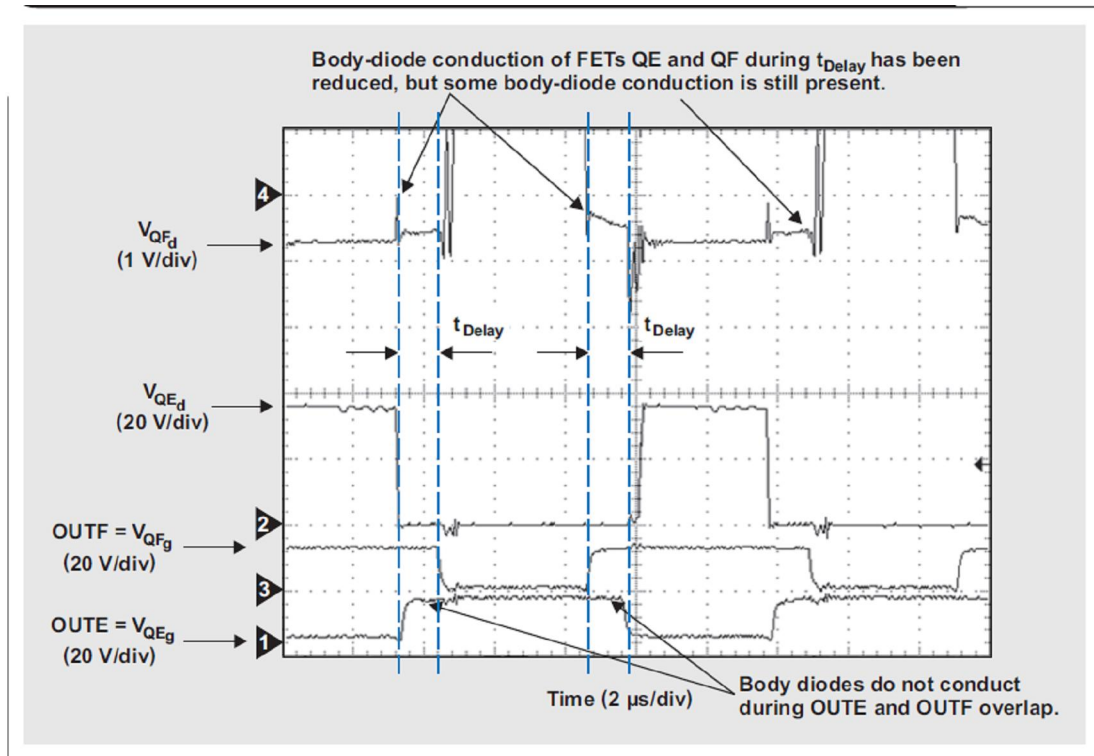 Body-diode conduction of FETs QE and QF during tDelay has been
reduced, but some body-diode conduction is still present.
4
VQFd
(1 V/div)
tDelay
tDelay
VQEd
(20 V/div)
2
OUTF = VQFg
(20 V/div)
3
OUTE = VQEg
(20 V/div)
1
Time (2 µs/div)
Body diodes do not conduct
during OUTE and OUTF overlap.